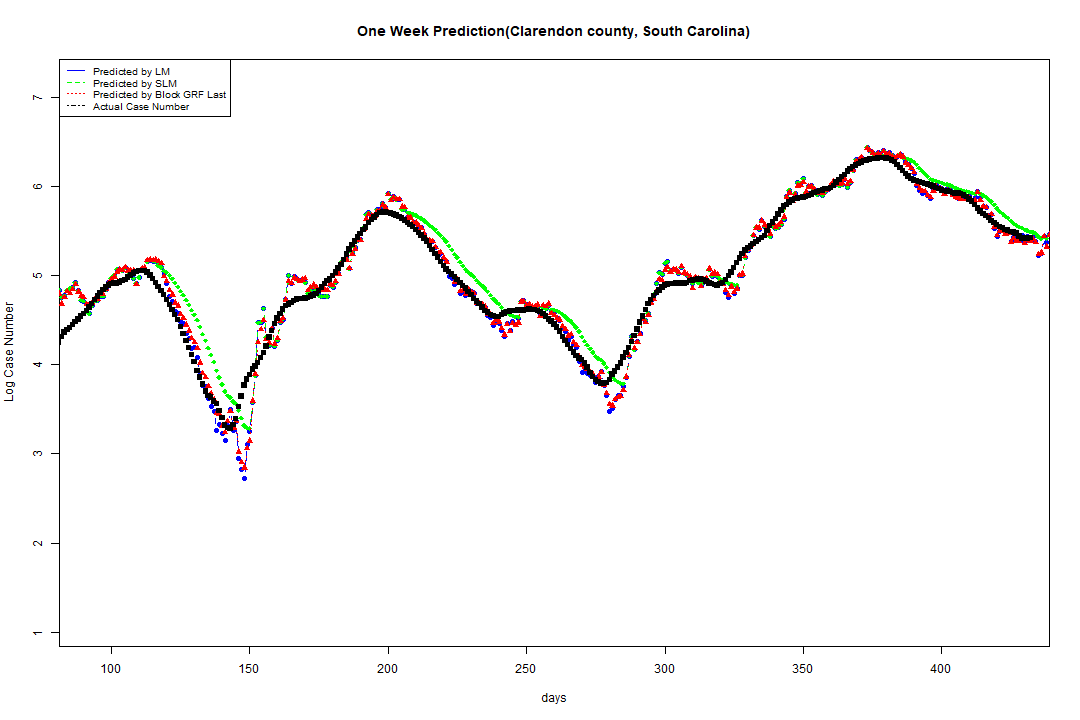 One Week Prediction(Clarendon county, South Carolina)
Predicted by LM
Predicted by SLM
Predicted by Block GRF Last
Actual Case Number
7
6
5
4
3
2
1
Log Case Number
100 150 200 250 300 350 400
days